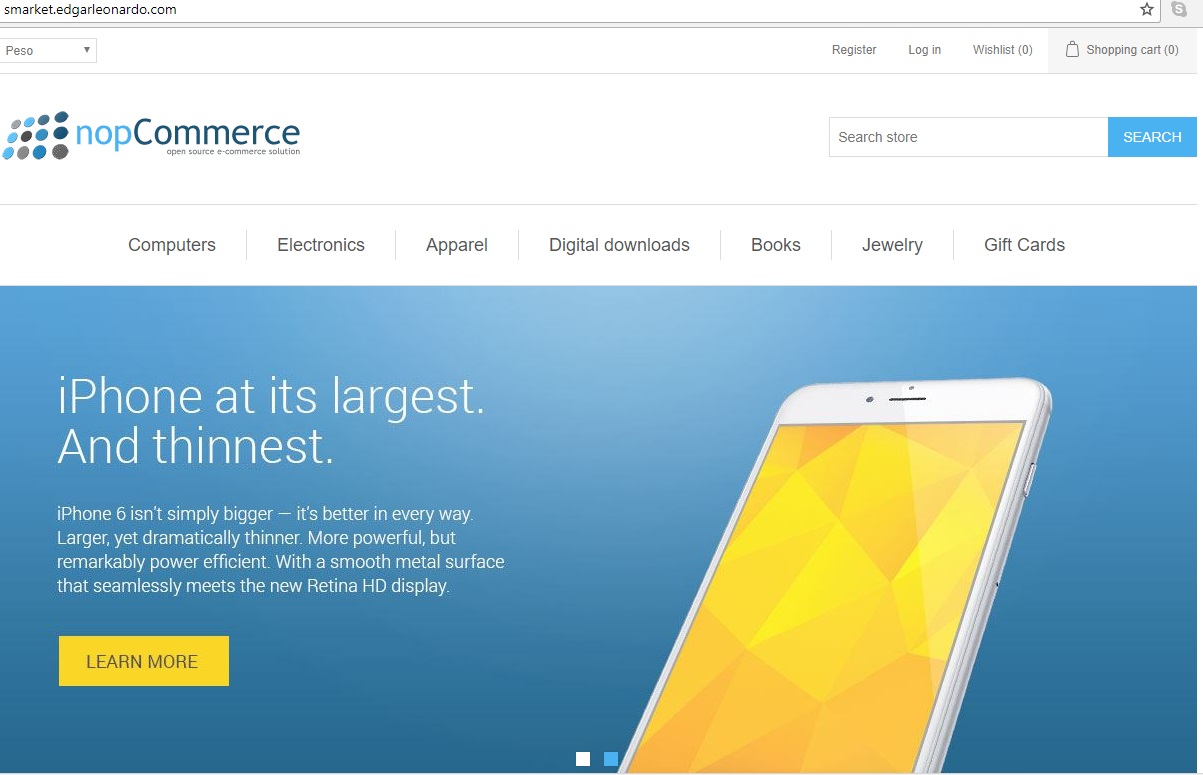 smarket.edgarleonardo.com
Peso
Register
Log in
Wishlist (0)
Shopping cart (0)
nopCommerce
open source e-commerce solution
Search store
SEARCH
Computers
Electronics
Apparel
Digital downloads
Books
Jewelry
Gift Cards
iPhone at its largest.
And thinnest.
iPhone 6 isn't simply bigger — it's better in every way.
Larger, yet dramatically thinner. More powerful, but
remarkably power efficient. With a smooth metal surface
that seamlessly meets the new Retina HD display.
LEARN MORE